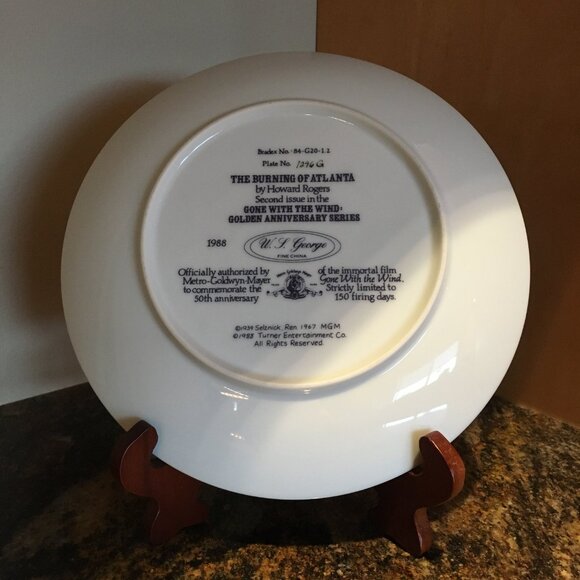 Bradex No. 84-G20-1.2
Plate No. 1296G
THE BURNING OF ATLANTA
by Howard Rogers
Second issue in the
GONE WITH THE WIND:
GOLDEN ANNIVERSARY SERIES
1988
W. L. George
FINE CHINA
Officially authorized by
Metro-Goldwyn-Mayer
to commemorate the
50th anniversary
of the immortal film
Gone With the Wind.
Strictly limited to
150 firing days.
©1939 Selznick. Ren. 1967 MGM
©1988 Turner Entertainment Co.
All Rights Reserved.